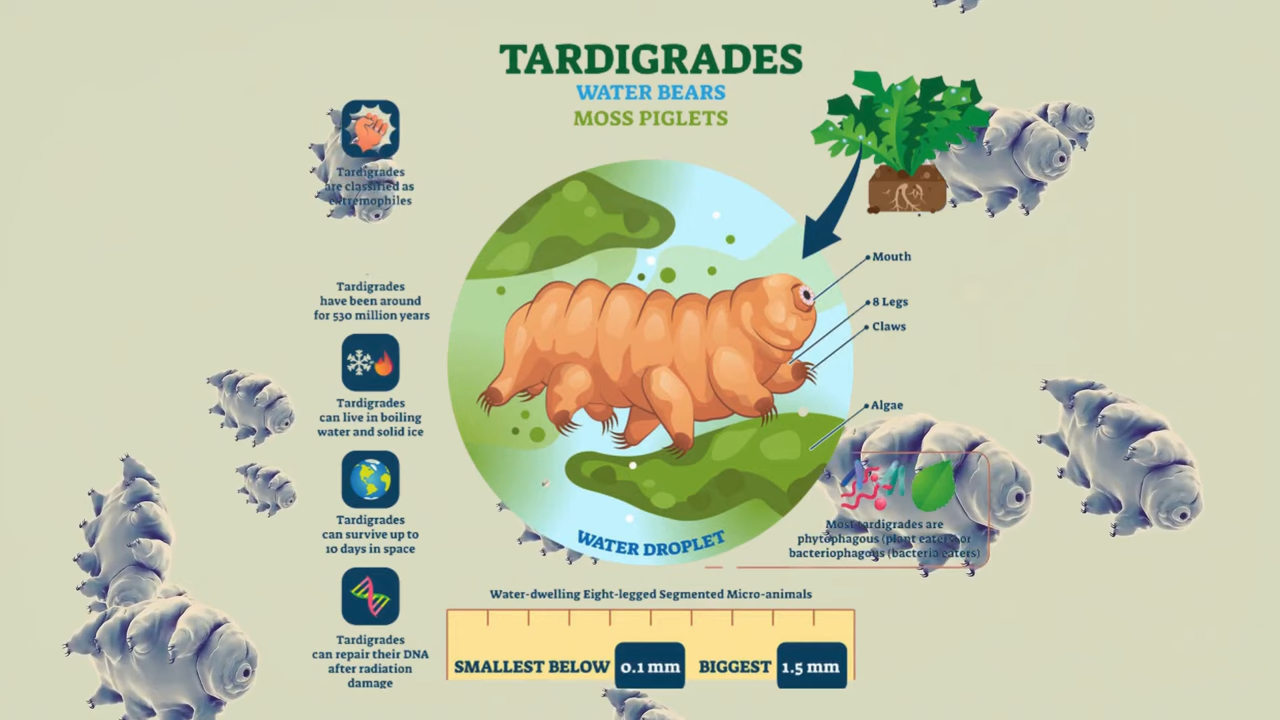 TARDIGRADES
WATER BEARS
MOSS PIGLETS
Tardigrades
are classified as
extremophiles
Tardigrades
have been around
for 530 million years
Tardigrades
can live in boiling
water and solid ice
Tardigrades
can survive up to
10 days in space
Tardigrades
can repair their DNA
after radiation
damage
Mouth
8 Legs
Claws
Algae
WATER DROPLET
Most tardigrades are
phytophagous (plant eater) or
bacteriophagous (bacteria eaters)
Water-dwelling Eight-legged Segmented Micro-animals
SMALLEST BELOW 0.1 mm BIGGEST 1.5 mm